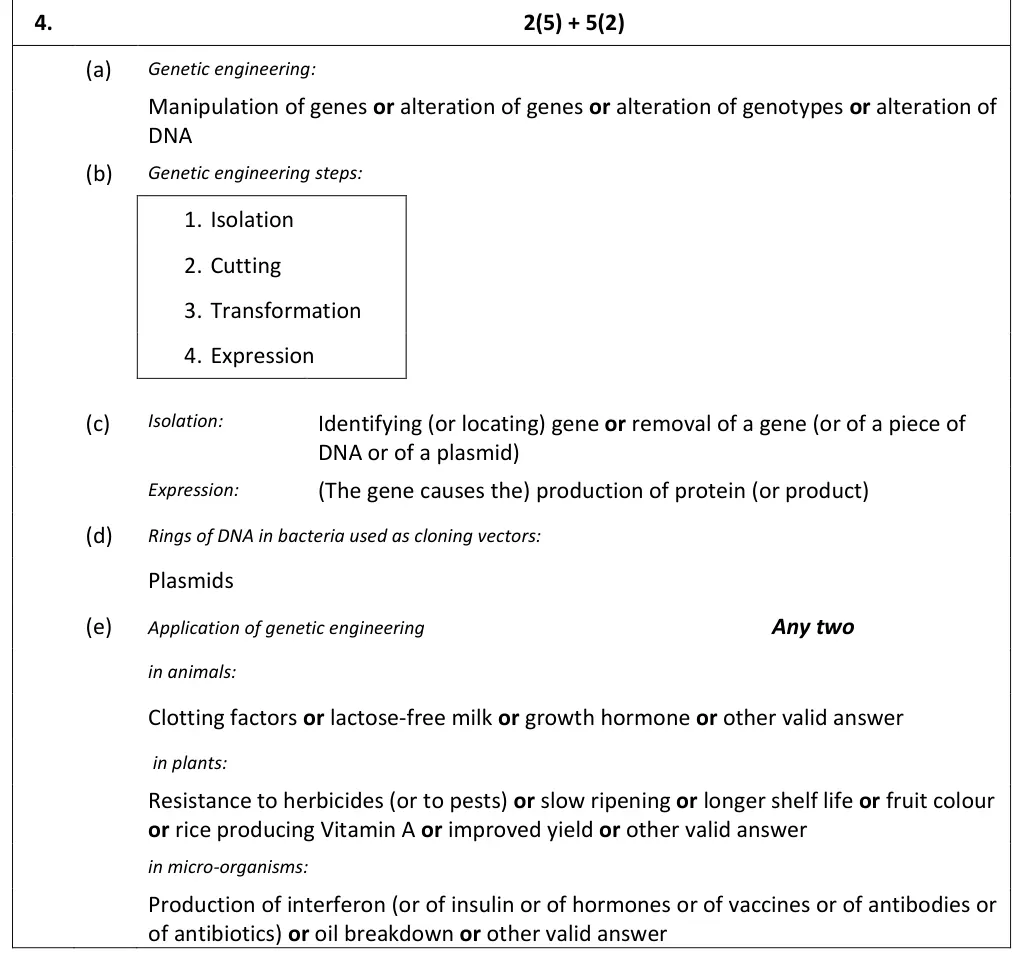 4. 2(5) + 5(2)
(a) Genetic engineering:
Manipulation of genes or alteration of genes or alteration of genotypes or alteration of
DNA
(b) Genetic engineering steps:
1. Isolation
2. Cutting
3. Transformation
4. Expression
(c) Isolation: Identifying (or locating) gene or removal of a gene (or of a piece of
DNA or of a plasmid)
Expression: (The gene causes the) production of protein (or product)
(d) Rings of DNA in bacteria used as cloning vectors:
Plasmids
(e) Application of genetic engineering Any two
in animals:
Clotting factors or lactose-free milk or growth hormone or other valid answer
in plants:
Resistance to herbicides (or to pests) or slow ripening or longer shelf life or fruit colour
or rice producing Vitamin A or improved yield or other valid answer
in micro-organisms:
Production of interferon (or of insulin or of hormones or of vaccines or of antibodies or
of antibiotics) or oil breakdown or other valid answer